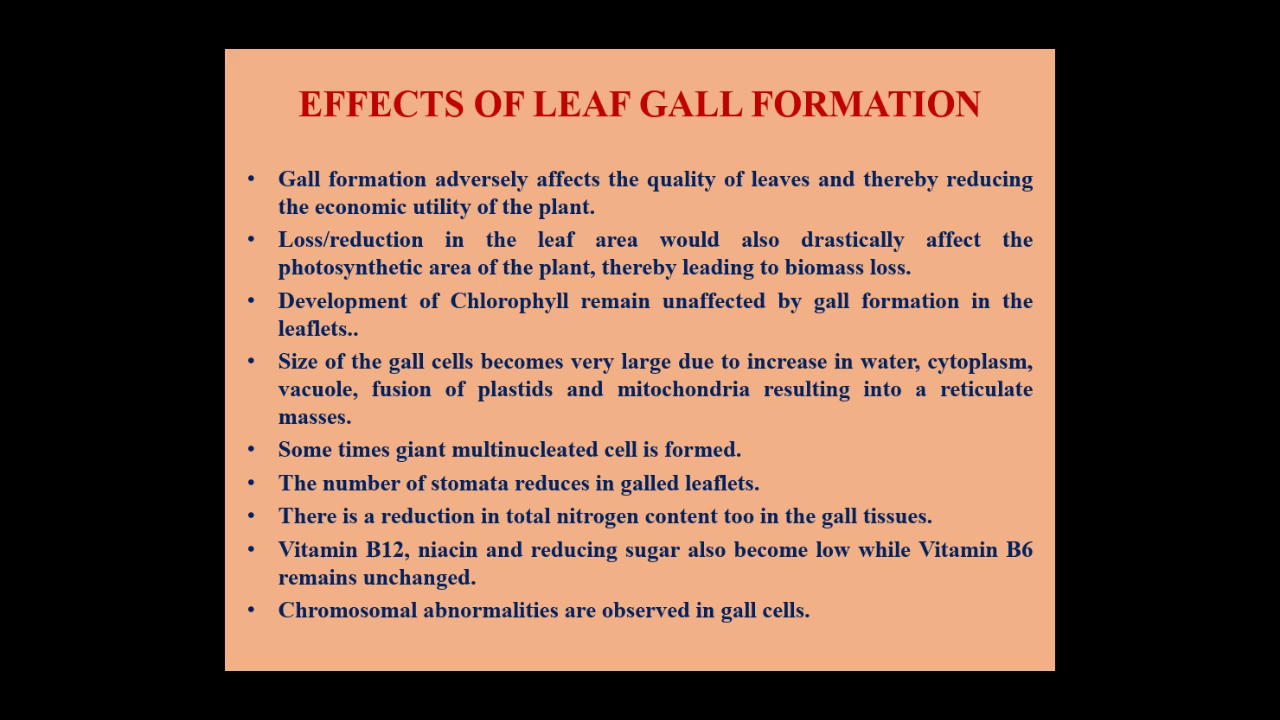 EFFECTS OF LEAF GALL FORMATION
• Gall formation adversely affects the quality of leaves and thereby reducing
the economic utility of the plant.
• Loss/reduction in the leaf area would also drastically affect the
photosynthetic area of the plant, thereby leading to biomass loss.
• Development of Chlorophyll remain unaffected by gall formation in the
leaflets..
• Size of the gall cells becomes very large due to increase in water, cytoplasm,
vacuole, fusion of plastids and mitochondria resulting into a reticulate
masses.
• Some times giant multinucleated cell is formed.
• The number of stomata reduces in galled leaflets.
• There is a reduction in total nitrogen content too in the gall tissues.
• Vitamin B12, niacin and reducing sugar also become low while Vitamin B6
remains unchanged.
• Chromosomal abnormalities are observed in gall cells.